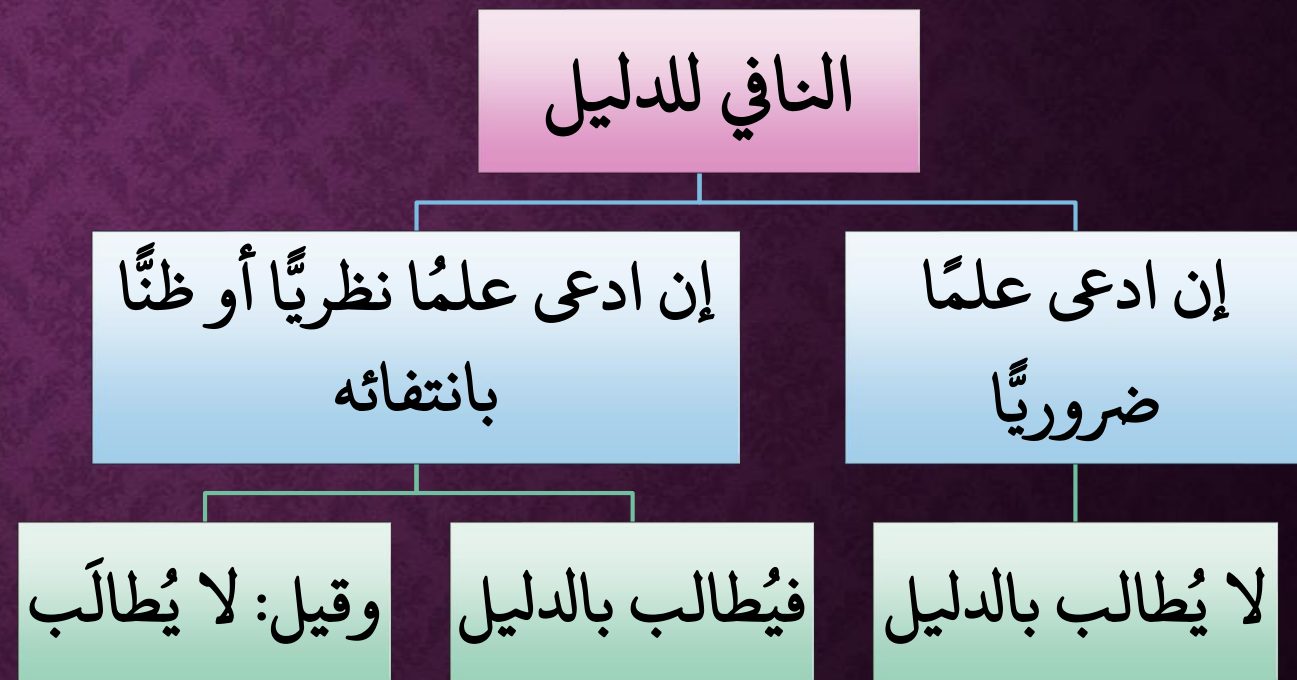 النافي للدليل
إن ادعى علمًا
ضروريًّا
إن ادعى علمُا نظريًّا أو ظنًّا
بانتفائه
لا يُطالب بالدليل
فيُطالب بالدليل
وقيل: لا يُطالَب